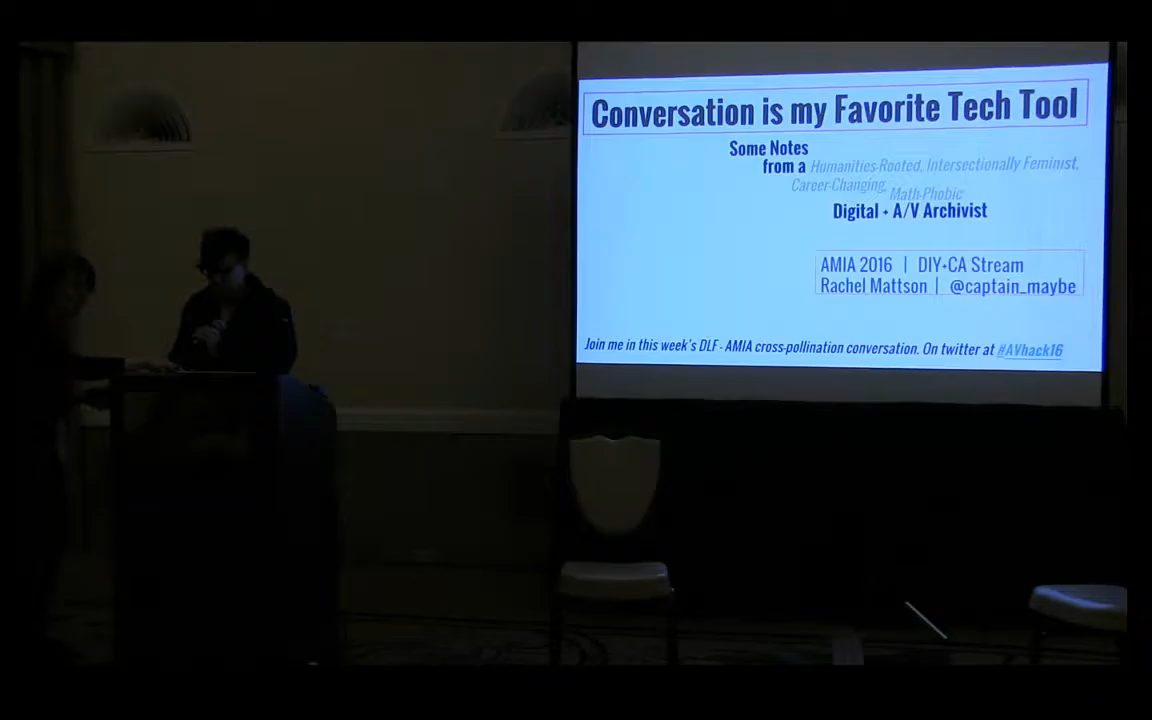 Conversation is my Favorite Tech Tool
Some Notes
from a Humanities-Rooted, Intersectionally Feminist,
Career-Changing, Math-Phobic
Digital + A/V Archivist
AMIA 2016 | DIY+CA Stream
Rachel Mattson | @captain_maybe
Join me in this week's DLF - AMIA cross-pollination conversation. On twitter at #AVhack16